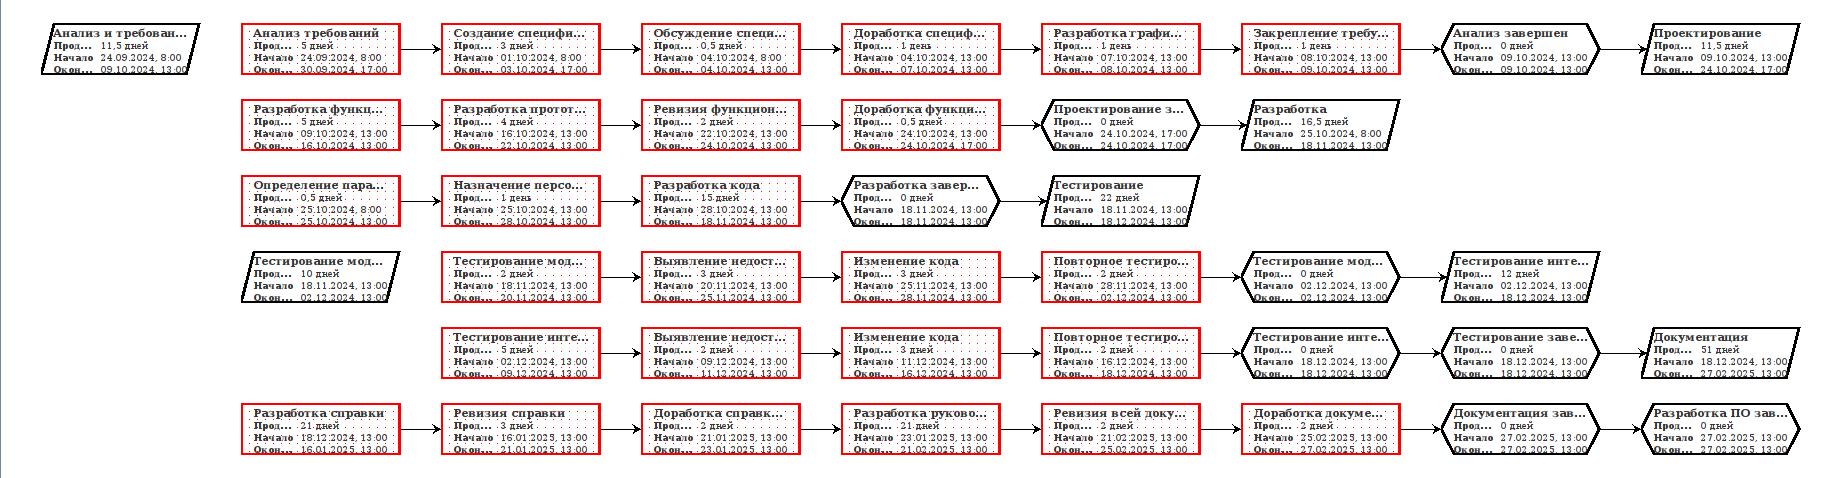 Анализ и требован...
Прод... 11,5 дней
Начало 24.09.2024, 8:00
Окон... 09.10.2024, 13:00
Анализ требований
Прод... 5 дней
Начало 24.09.2024, 8:00
Окон... 30.09.2024, 17:00
Создание специфи...
Прод... 3 дней
Начало 01.10.2024, 8:00
Окон... 03.10.2024, 17:00
Обсуждение специ...
Прод... 0,5 дней
Начало 04.10.2024, 8:00
Окон... 04.10.2024, 13:00
Доработка специф...
Прод... 1 день
Начало 04.10.2024, 13:00
Окон... 07.10.2024, 13:00
Разработка графи...
Прод... 1 день
Начало 07.10.2024, 13:00
Окон... 08.10.2024, 13:00
Закрепление требу...
Прод... 1 день
Начало 08.10.2024, 13:00
Окон... 09.10.2024, 13:00
Анализ завершен
Прод... 0 дней
Начало 09.10.2024, 13:00
Окон... 09.10.2024, 13:00
Проектирование
Прод... 11,5 дней
Начало 09.10.2024, 13:00
Окон... 24.10.2024, 17:00
Разработка функц...
Прод... 5 дней
Начало 09.10.2024, 13:00
Окон... 16.10.2024, 13:00
Разработка протот...
Прод... 4 дней
Начало 16.10.2024, 13:00
Окон... 22.10.2024, 13:00
Ревизия функцион...
Прод... 2 дней
Начало 22.10.2024, 13:00
Окон... 24.10.2024, 13:00
Доработка функци...
Прод... 0,5 дней
Начало 24.10.2024, 13:00
Окон... 24.10.2024, 17:00
Проектирование з...
Прод... 0 дней
Начало 24.10.2024, 17:00
Окон... 24.10.2024, 17:00
Разработка
Прод... 16,5 дней
Начало 25.10.2024, 8:00
Окон... 18.11.2024, 13:00
Определение пара...
Прод... 0,5 дней
Начало 25.10.2024, 8:00
Окон... 25.10.2024, 13:00
Назначение персо...
Прод... 1 день
Начало 25.10.2024, 13:00
Окон... 28.10.2024, 13:00
Разработка кода
Прод... 15 дней
Начало 28.10.2024, 13:00
Окон... 18.11.2024, 13:00
Разработка завер...
Прод... 0 дней
Начало 18.11.2024, 13:00
Окон... 18.11.2024, 13:00
Тестирование
Прод... 22 дней
Начало 18.11.2024, 13:00
Окон... 18.12.2024, 13:00
Тестирование мод...
Прод... 10 дней
Начало 18.11.2024, 13:00
Окон... 02.12.2024, 13:00
Тестирование мод...
Прод... 2 дней
Начало 18.11.2024, 13:00
Окон... 20.11.2024, 13:00
Выявление недост...
Прод... 3 дней
Начало 20.11.2024, 13:00
Окон... 25.11.2024, 13:00
Изменение кода
Прод... 3 дней
Начало 25.11.2024, 13:00
Окон... 28.11.2024, 13:00
Повторное тестиро...
Прод... 2 дней
Начало 28.11.2024, 13:00
Окон... 02.12.2024, 13:00
Тестирование мод...
Прод... 0 дней
Начало 02.12.2024, 13:00
Окон... 02.12.2024, 13:00
Тестирование инте...
Прод... 12 дней
Начало 02.12.2024, 13:00
Окон... 18.12.2024, 13:00
Тестирование инте...
Прод... 5 дней
Начало 02.12.2024, 13:00
Окон... 09.12.2024, 13:00
Выявление недост...
Прод... 2 дней
Начало 09.12.2024, 13:00
Окон... 11.12.2024, 13:00
Изменение кода
Прод... 3 дней
Начало 11.12.2024, 13:00
Окон... 16.12.2024, 13:00
Повторное тестиро...
Прод... 2 дней
Начало 16.12.2024, 13:00
Окон... 18.12.2024, 13:00
Тестирование инте...
Прод... 0 дней
Начало 18.12.2024, 13:00
Окон... 18.12.2024, 13:00
Тестирование заве...
Прод... 0 дней
Начало 18.12.2024, 13:00
Окон... 18.12.2024, 13:00
Документация
Прод... 51 дней
Начало 18.12.2024, 13:00
Окон... 27.02.2025, 13:00
Разработка справки
Прод... 21 дней
Начало 18.12.2024, 13:00
Окон... 16.01.2025, 13:00
Ревизия справки
Прод... 3 дней
Начало 16.01.2025, 13:00
Окон... 21.01.2025, 13:00
Доработка справк...
Прод... 2 дней
Начало 21.01.2025, 13:00
Окон... 23.01.2025, 13:00
Разработка руково...
Прод... 21 дней
Начало 23.01.2025, 13:00
Окон... 21.02.2025, 13:00
Ревизия всей доку...
Прод... 2 дней
Начало 21.02.2025, 13:00
Окон... 25.02.2025, 13:00
Доработка докуме...
Прод... 2 дней
Начало 25.02.2025, 13:00
Окон... 27.02.2025, 13:00
Документация зав...
Прод... 0 дней
Начало 27.02.2025, 13:00
Окон... 27.02.2025, 13:00
Разработка ПО зав...
Прод... 0 дней
Начало 27.02.2025, 13:00
Окон... 27.02.2025, 13:00